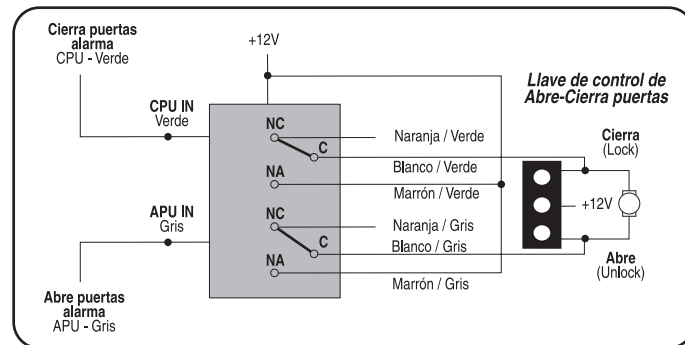 Cierra puertas
alarma
CPU - Verde
+12V
Llave de control de
Abre-Cierra puertas
CPU IN
Verde
NC
C
NA
Naranja / Verde
Blanco / Verde
Marrón / Verde
Cierra
(Lock)
+12V
APU IN
Gris
NC
C
NA
Naranja / Gris
Blanco / Gris
Marrón / Gris
Abre
(Unlock)
Abre puertas
alarma
APU - Gris